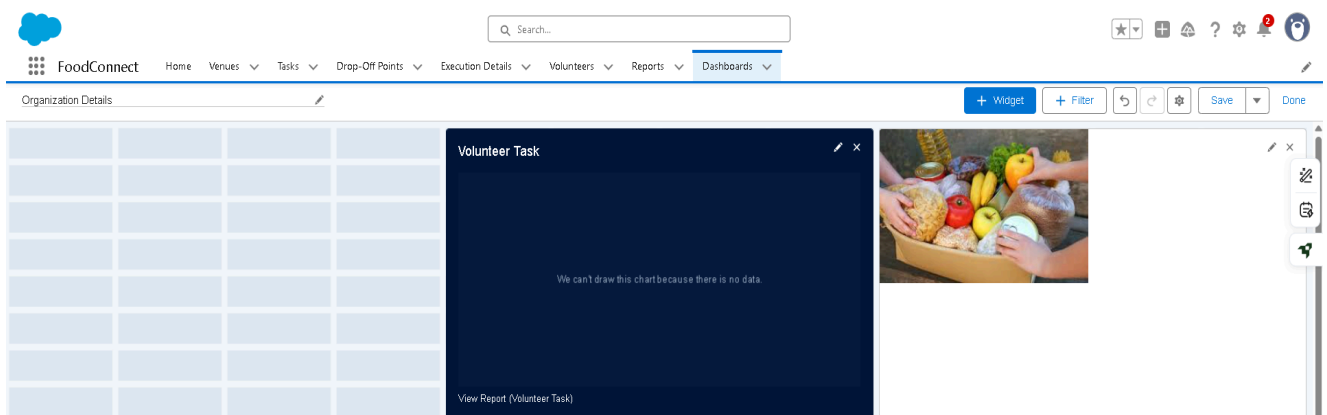 Search...
2
FoodConnect Home Venues Tasks Drop-Off Points Execution Details Volunteers Reports Dashboards
Organization Details + Widget + Filter Save Done
Volunteer Task
We can't draw this chart because there is no data.
View Report (Volunteer Task)